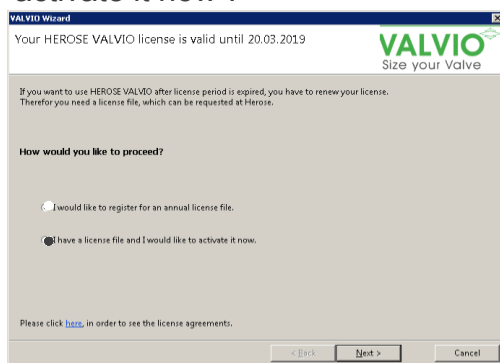 activate it now".
VALVIO Wizard
Your HEROSE VALVIO license is valid until 20.03.2019
VALVIO
Size your Valve
If you want to use HEROSE VALVIO after license period is expired, you have to renew your license.
Therefor you need a license file, which can be requested at Herose.
How would you like to proceed?
I would like to register for an annual license file.
I have a license file and I would like to activate it now.
Please click here, in order to see the license agreements.
< Back
Next >
Cancel